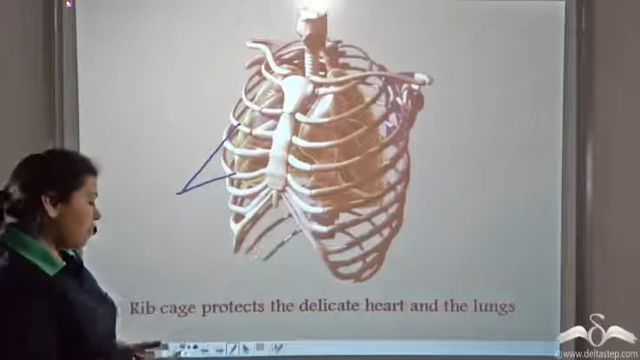 Rib cage protects the delicate heart and the lungs
www.deltastep.com